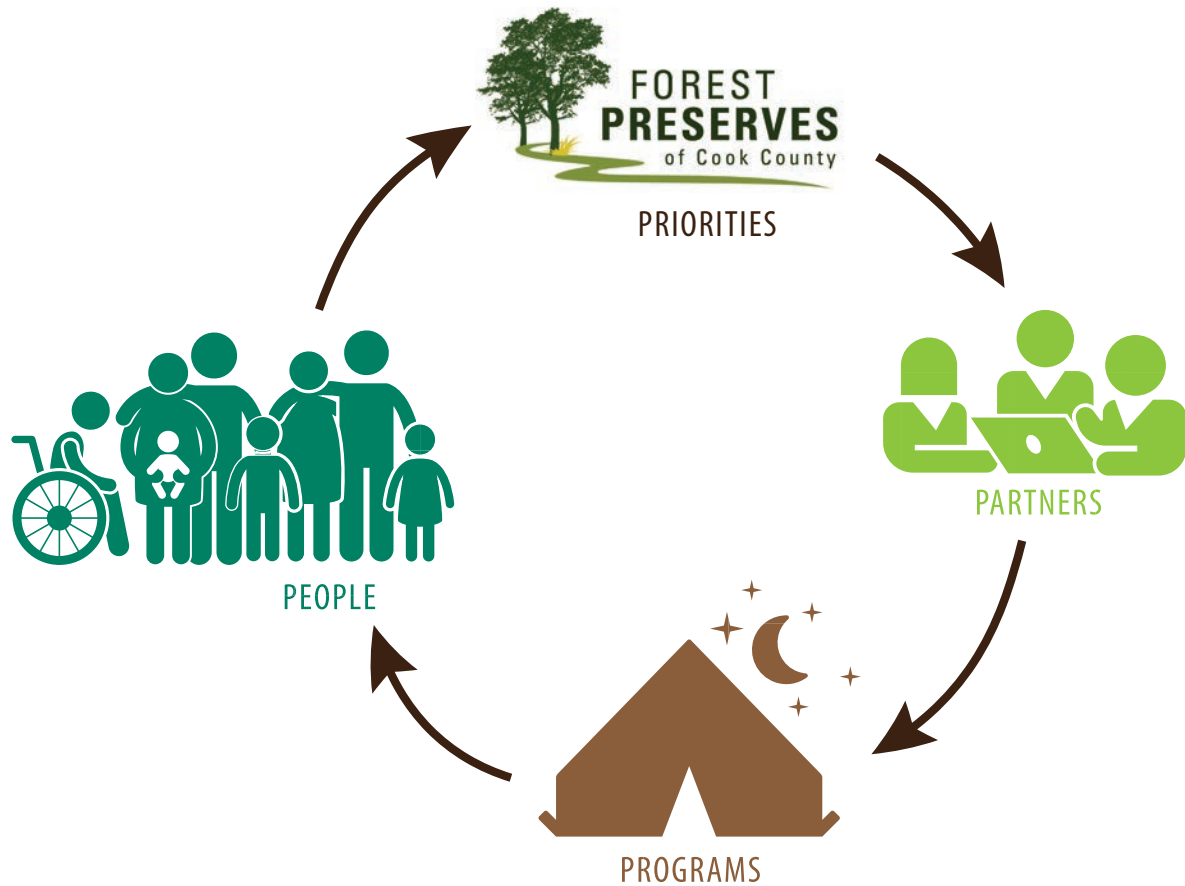 FOREST
PRESERVES
of Cook County
PRIORITIES
PARTNERS
PEOPLE
PROGRAMS